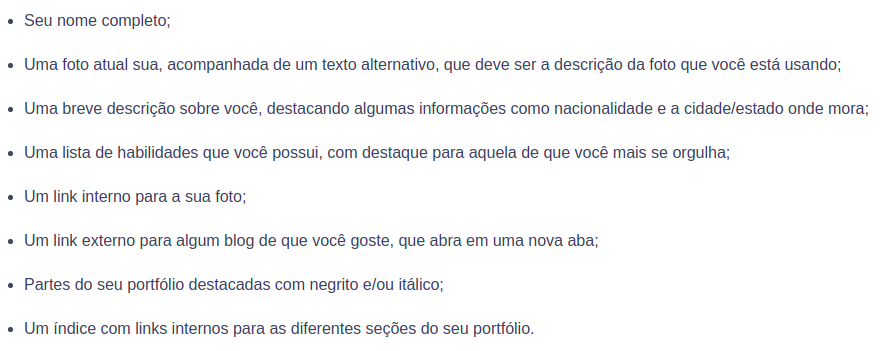 Seu nome completo;
Uma foto atual sua, acompanhada de um texto alternativo, que deve ser a descrição da foto que você está usando;
Uma breve descrição sobre você, destacando algumas informações como nacionalidade e a cidade/estado onde mora;
Uma lista de habilidades que você possui, com destaque para aquela de que você mais se orgulha;
Um link interno para a sua foto;
Um link externo para algum blog de que você goste, que abra em uma nova aba;
Partes do seu portfólio destacadas com negrito e/ou itálico;
Um índice com links internos para as diferentes seções do seu portfólio.